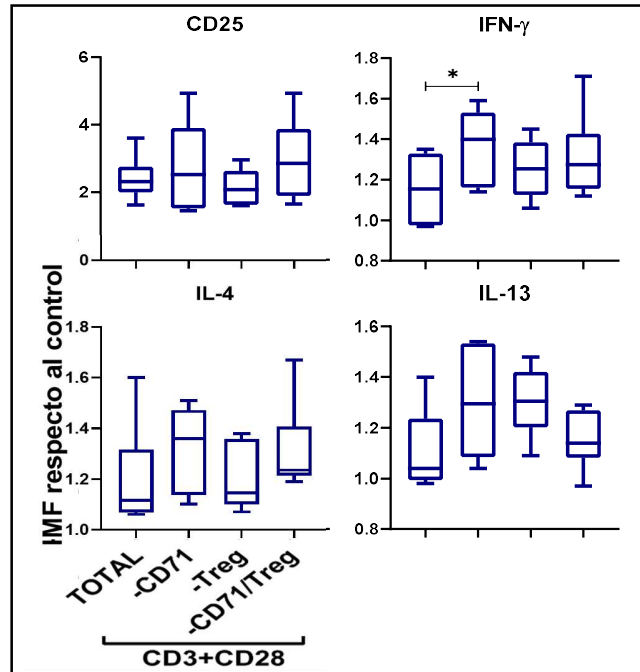 CD25
IFN-γ
6
4
2
0
1.8
*
1.6
1.4
1.2
1.0
0.8
IL-4
IL-13
IMF respecto al control
1.8
1.6
1.4
1.2
1.0
1.6
1.4
1.2
1.0
0.8
TOTAL
-CD71
-Treg
-CD71/Treg
CD3+CD28